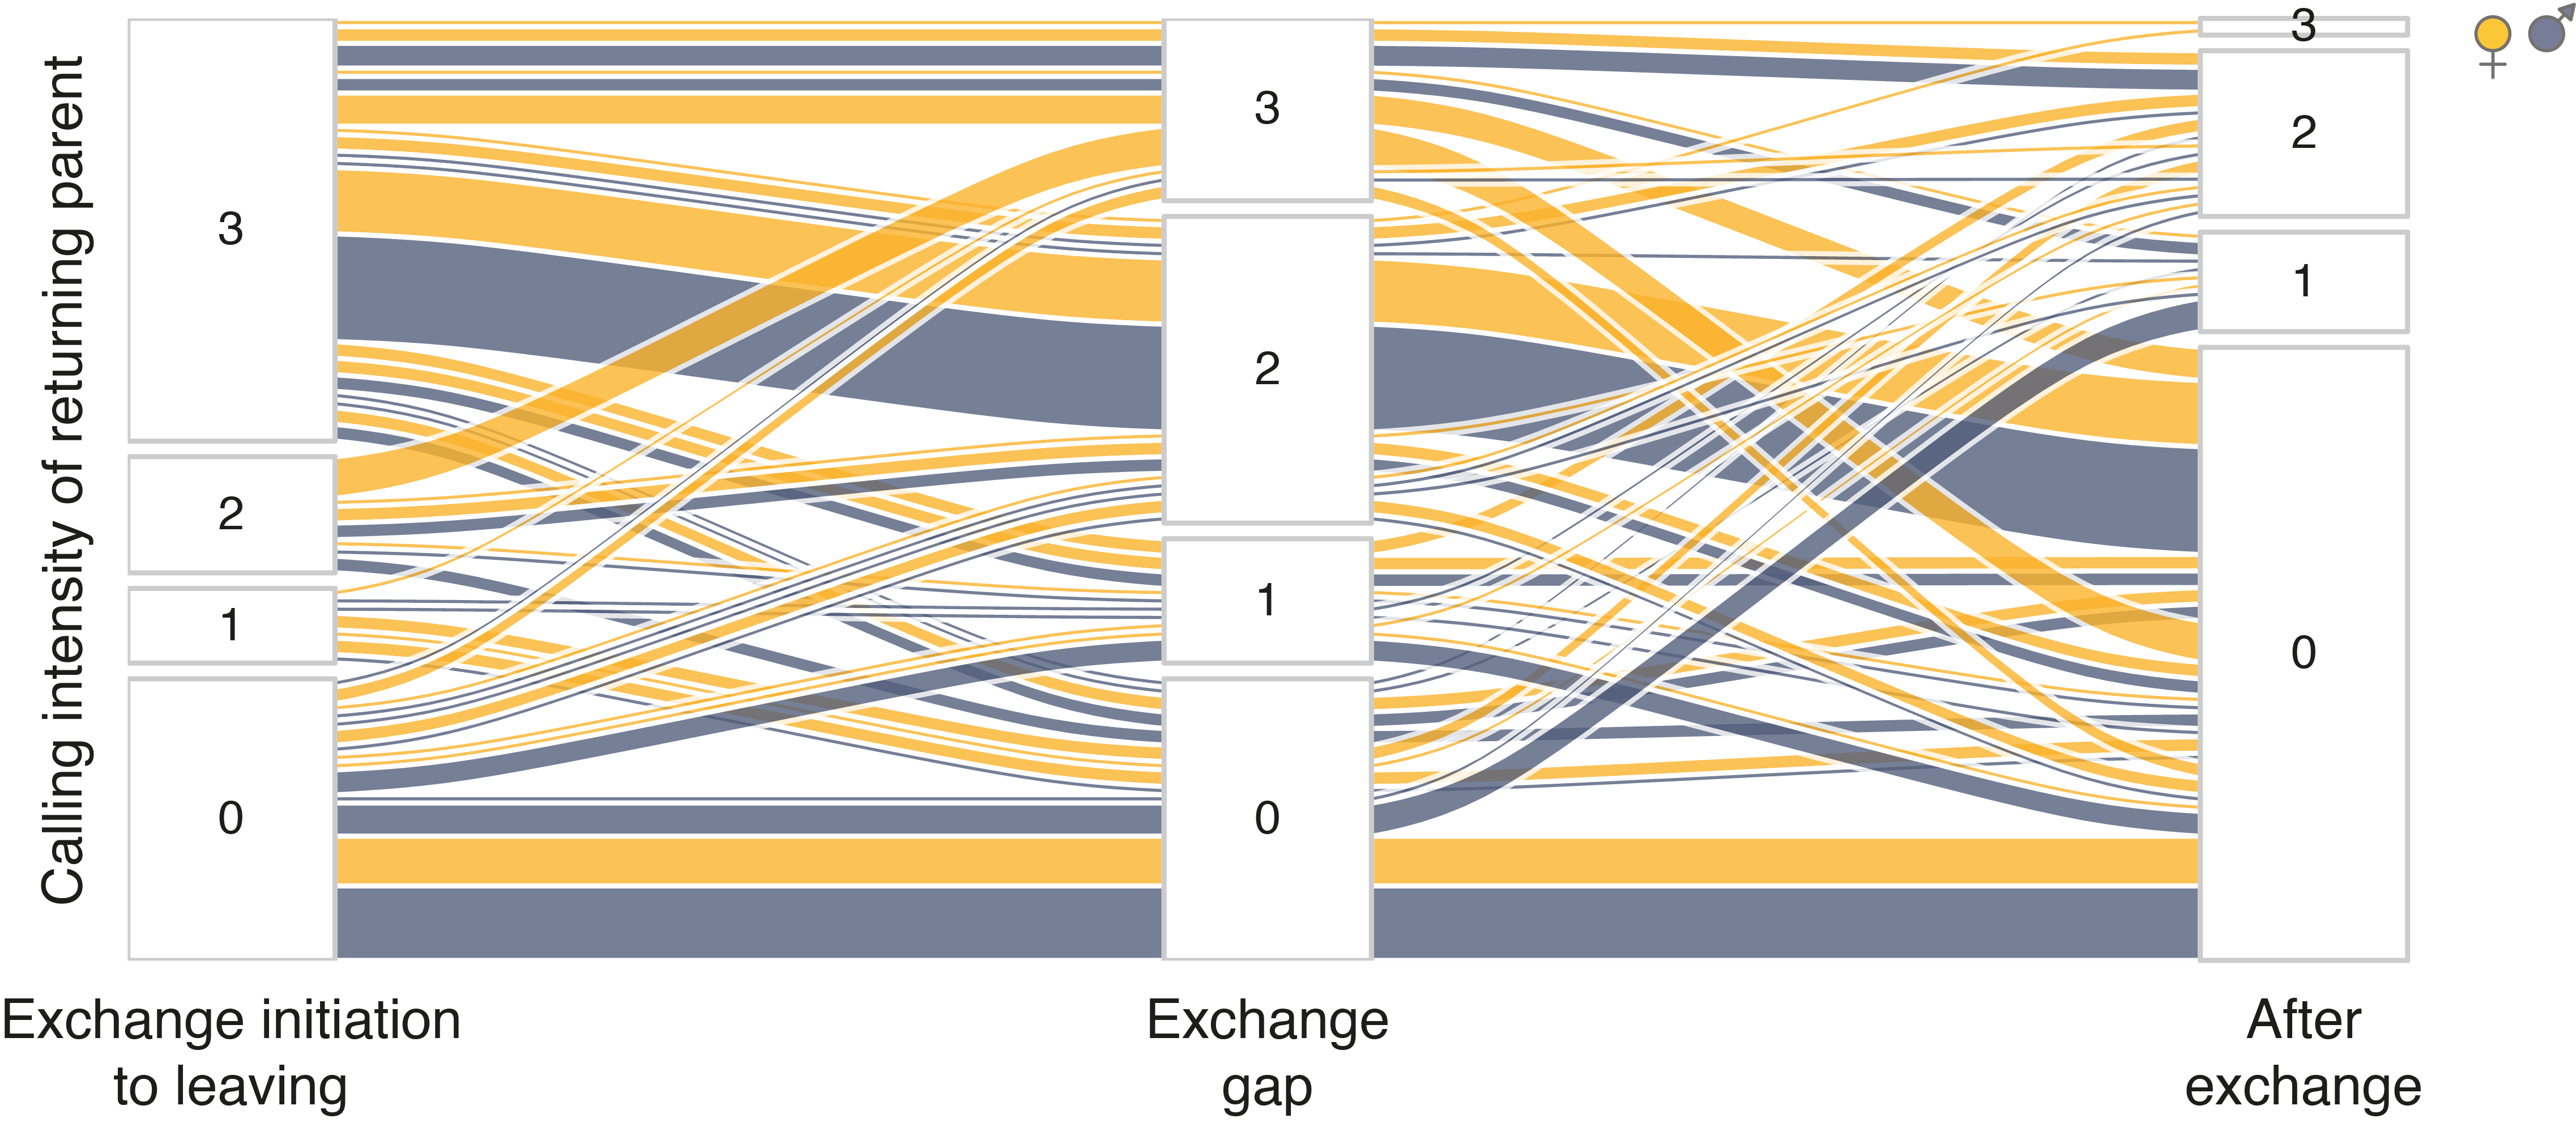 Calling intensity of returning parent
3
2
1
0
3
2
1
0
3
2
1
0
Exchange initiation
to leaving
Exchange
gap
After
exchange